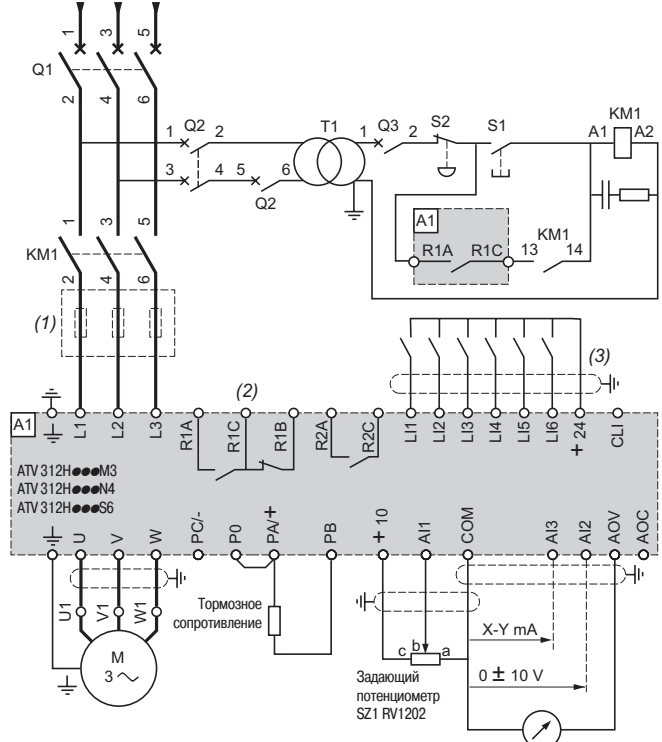 1 3 5
Q1
2 4 6
1 Q2 2
T1
1 Q3 2
S2
S1
KM1
A1 A2
3 4 5 6
Q2
1 3 5
KM1
2 4 6
A1
R1A R1C
KM1
13 14
(1)
(2)
(3)
A1
L1 L2 L3 R1A R1C R1B R2A R2C LI1 LI2 LI3 LI4 LI5 LI6 + 24 CLI
ATV 312H●●●M3
ATV 312H●●●N4
ATV 312H●●●S6
U V W PC/- P0 PA/+ PB + 10 AI1 COM AI3 AI2 AOV AOC
U1 V1 W1
Тормозное
сопротивление
M
3 ~
c b a
X-Y mA
0 ± 10 V
Задающий
потенциометр
SZ1 RV1202